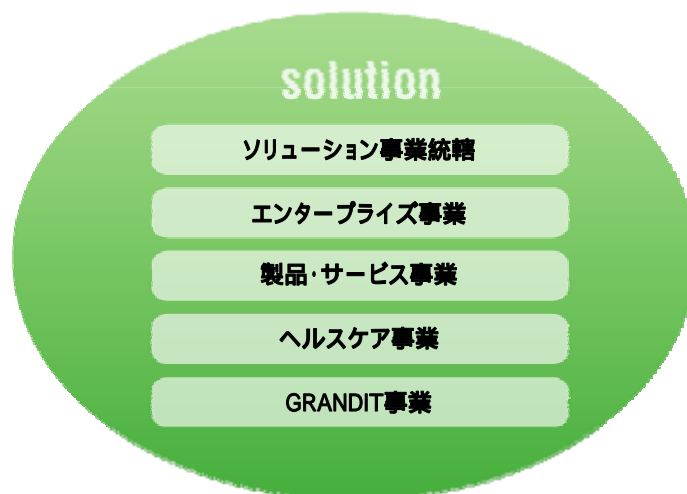 solution
ソリューション事業統轄
エンタープライズ事業
製品・サービス事業
ヘルスケア事業
GRANDIT事業